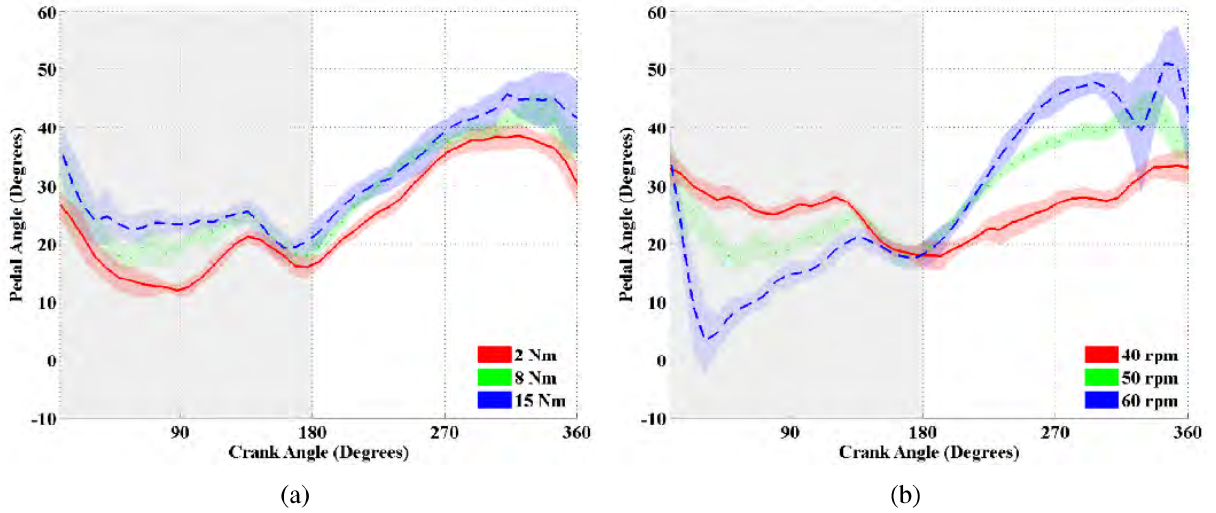 60
50
40
30
20
10
0
-10
Pedal Angle (Degrees)
90
180
270
360
Crank Angle (Degrees)
2 Nm
8 Nm
15 Nm
(a)
60
50
40
30
20
10
0
-10
Pedal Angle (Degrees)
90
180
270
360
Crank Angle (Degrees)
40 rpm
50 rpm
60 rpm
(b)